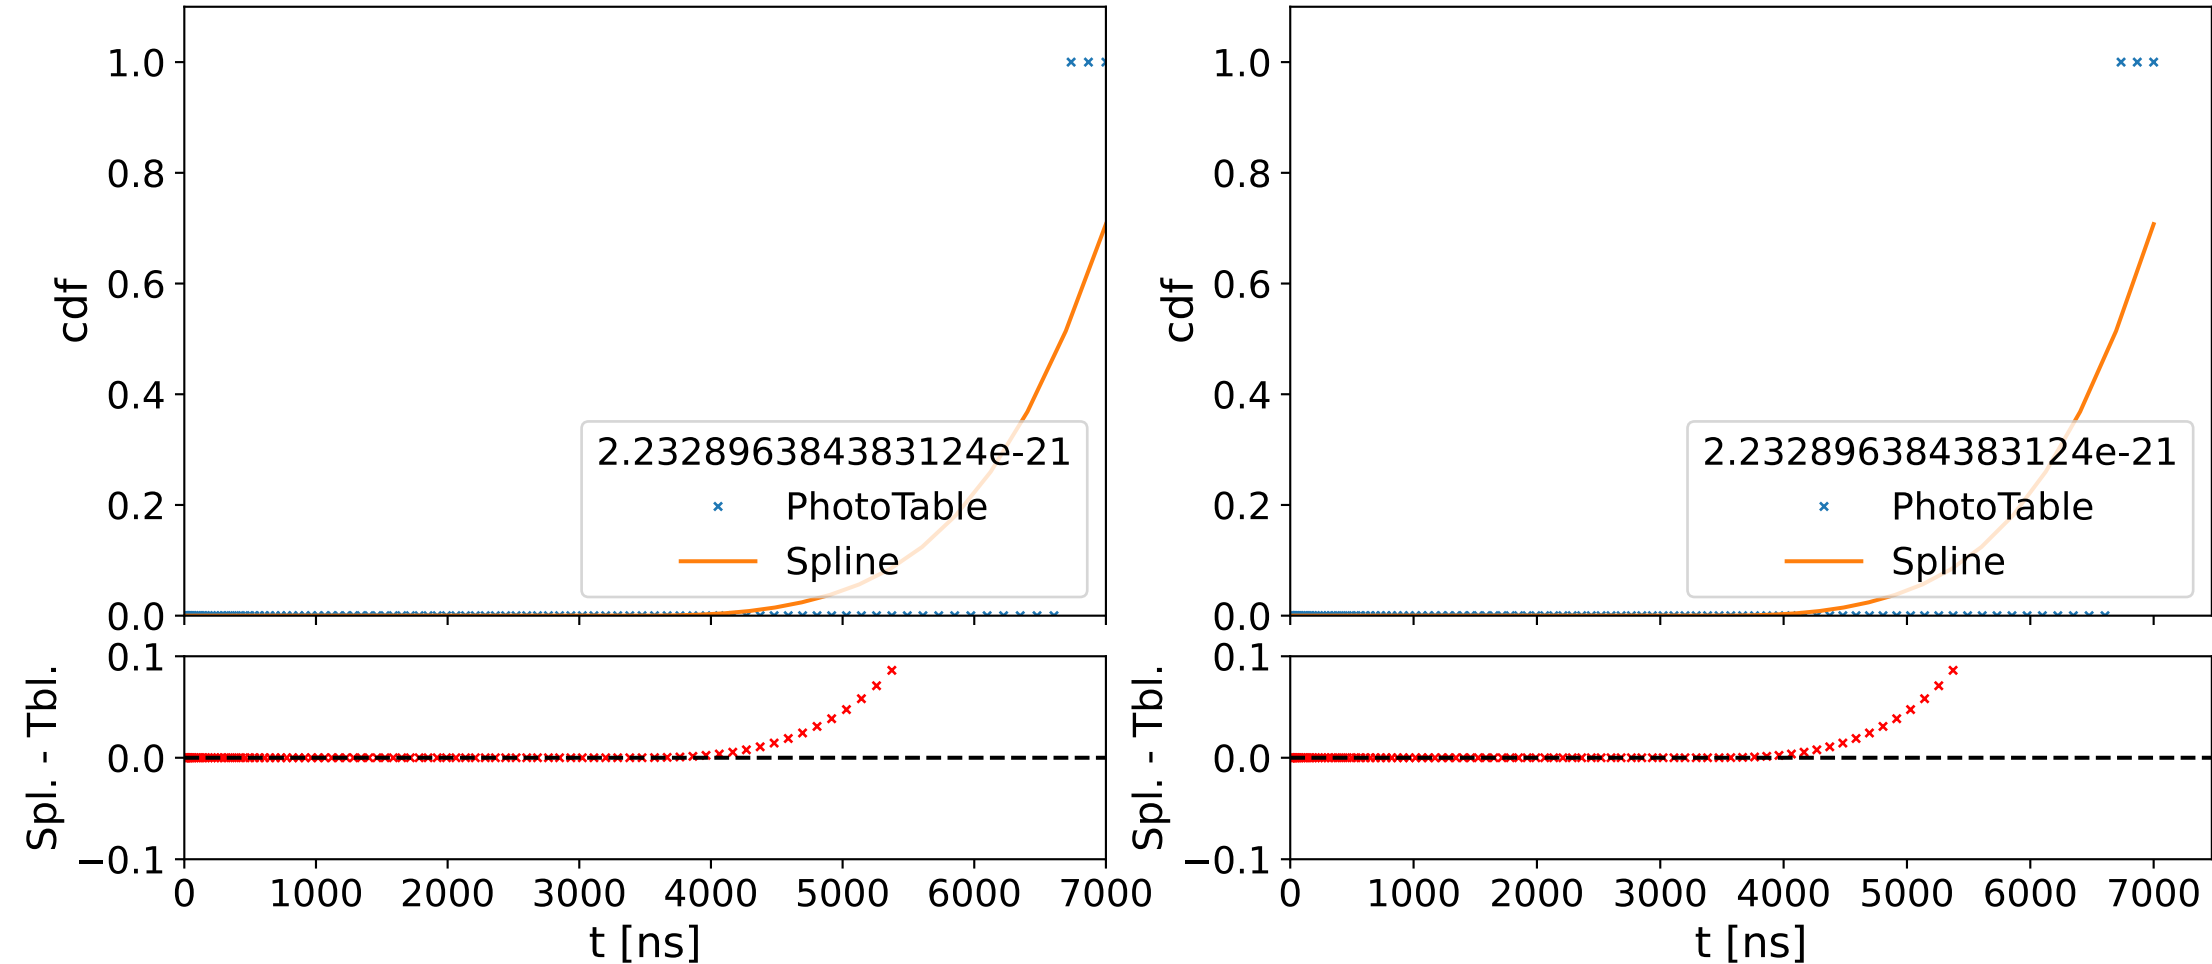 cdf
1.0
0.8
0.6
0.4
0.2
0.0
2.232896384383124e-21
PhotoTable
Spline
Spl. - Tbl.
0.1
0.0
−0.1
0 1000 2000 3000 4000 5000 6000 7000
t [ns]
cdf
1.0
0.8
0.6
0.4
0.2
0.0
2.232896384383124e-21
PhotoTable
Spline
Spl. - Tbl.
0.1
0.0
−0.1
0 1000 2000 3000 4000 5000 6000 7000
t [ns]